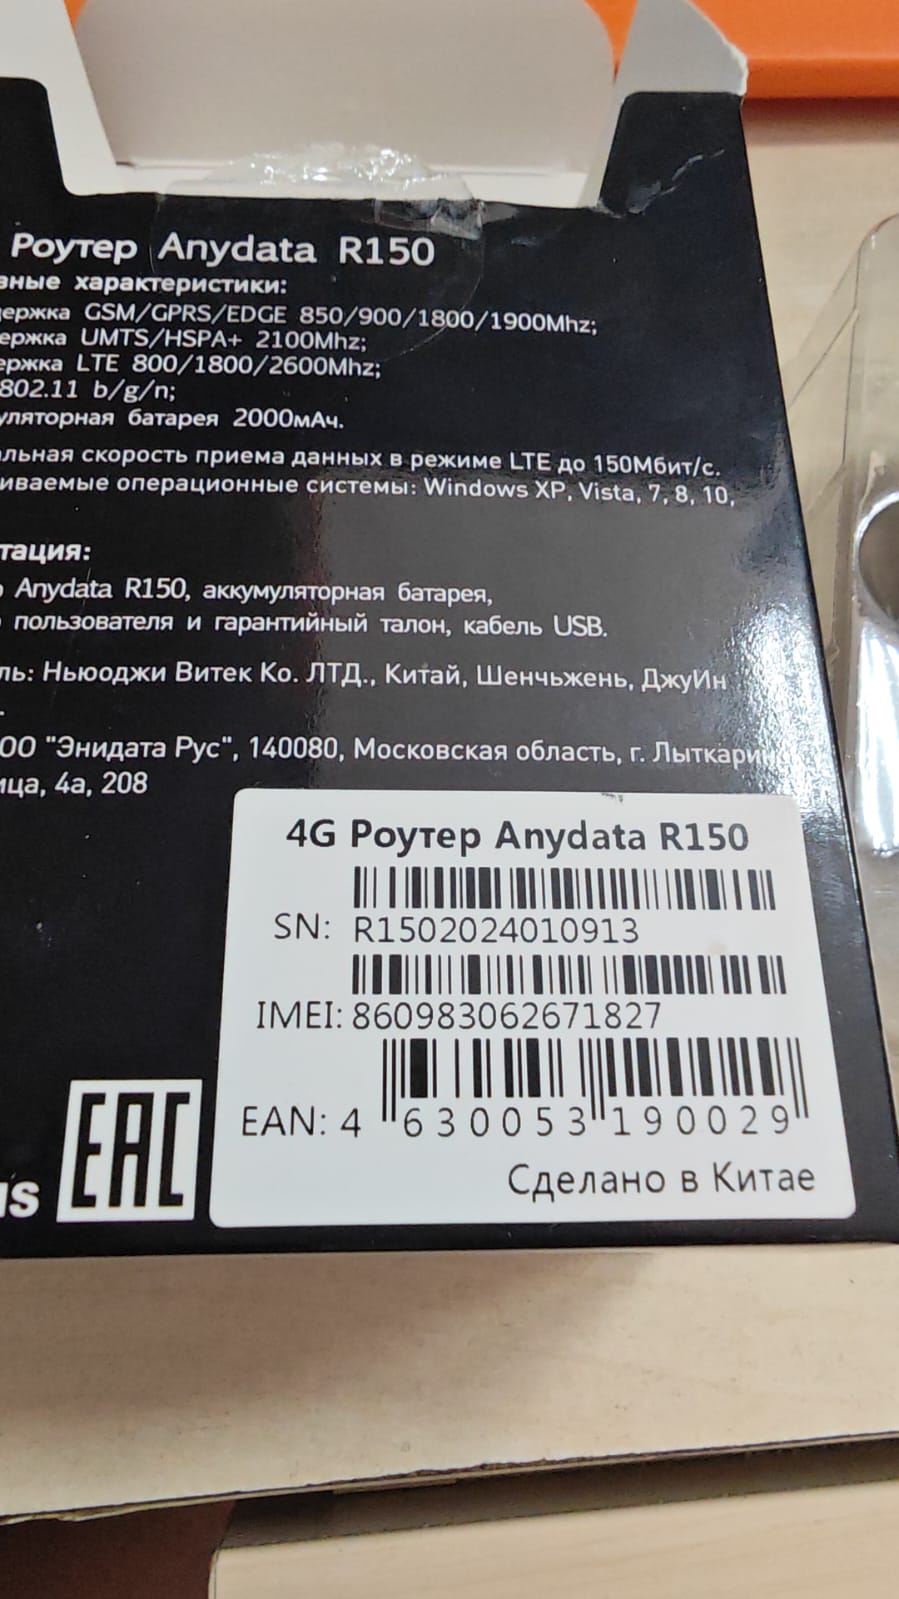 Роутер Anydata R150
вные характеристики:
держка GSM/GPRS/EDGE 850/900/1800/1900Mhz;
ержка UMTS/HSPA+ 2100Mhz;
ержка LTE 800/1800/2600Mhz;
802.11 b/g/n;
уляторная батарея 2000мАч.
альная скорость приема данных в режиме LTE до 150Мбит/с.
иваемые операционные системы: Windows XP, Vista, 7, 8, 10,
тация:
Anydata R150, аккумуляторная батарея,
пользователя и гарантийный талон, кабель USB.
ль: Ньюоджи Витек Ко. ЛТД., Китай, Шенчьжень, ДжуИн
ОО "Энидата Рус", 140080, Московская область, г. Лыткарин
ица, 4а, 208
4G Роутер Anydata R150
SN: R1502024010913
IMEI: 860983062671827
EAN: 4 630053 190029
Сделано в Китае
EAC
us